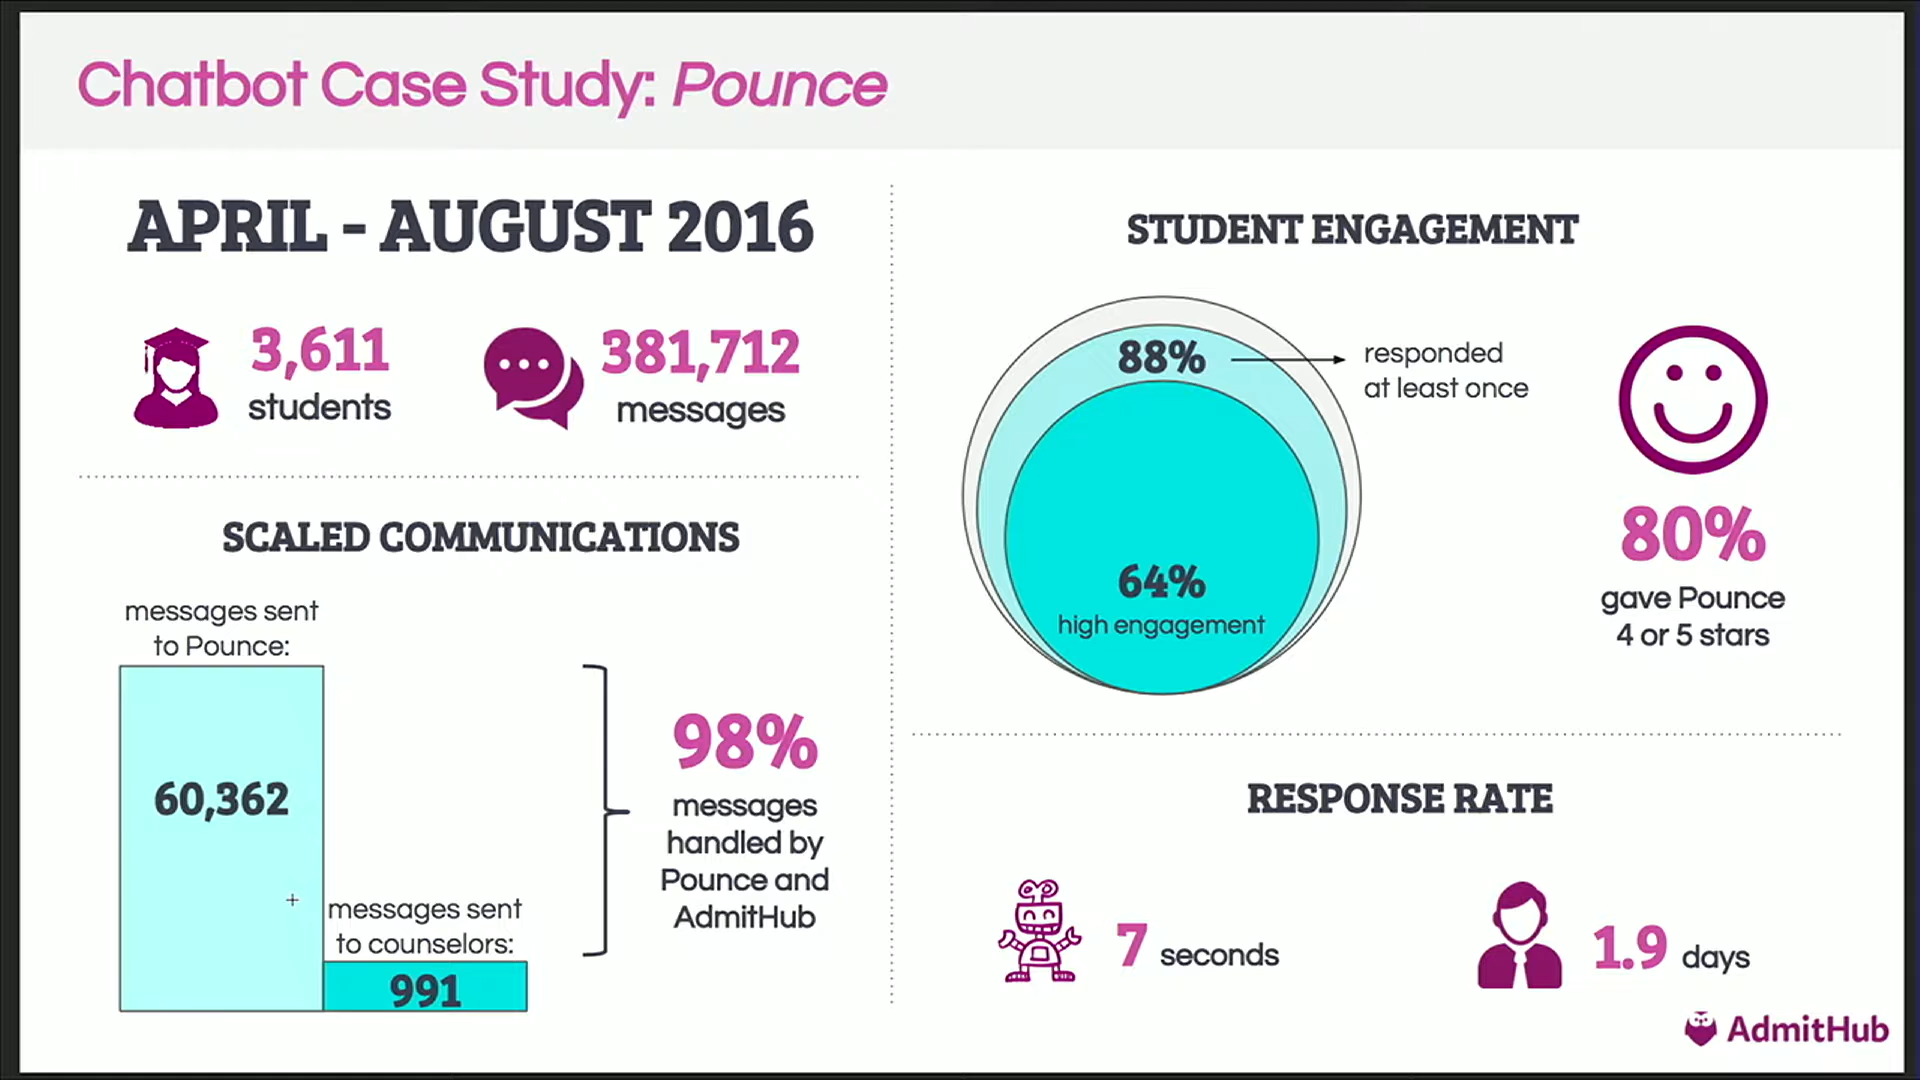 Chatbot Case Study: Pounce
APRIL - AUGUST 2016
3,611
students
381,712
messages
SCALED COMMUNICATIONS
messages sent
to Pounce:
60,362
messages sent
to counselors:
991
98%
messages
handled by
Pounce and
AdmitHub
STUDENT ENGAGEMENT
88%
responded
at least once
64%
high engagement
80%
gave Pounce
4 or 5 stars
RESPONSE RATE
7 seconds
1.9 days
AdmitHub